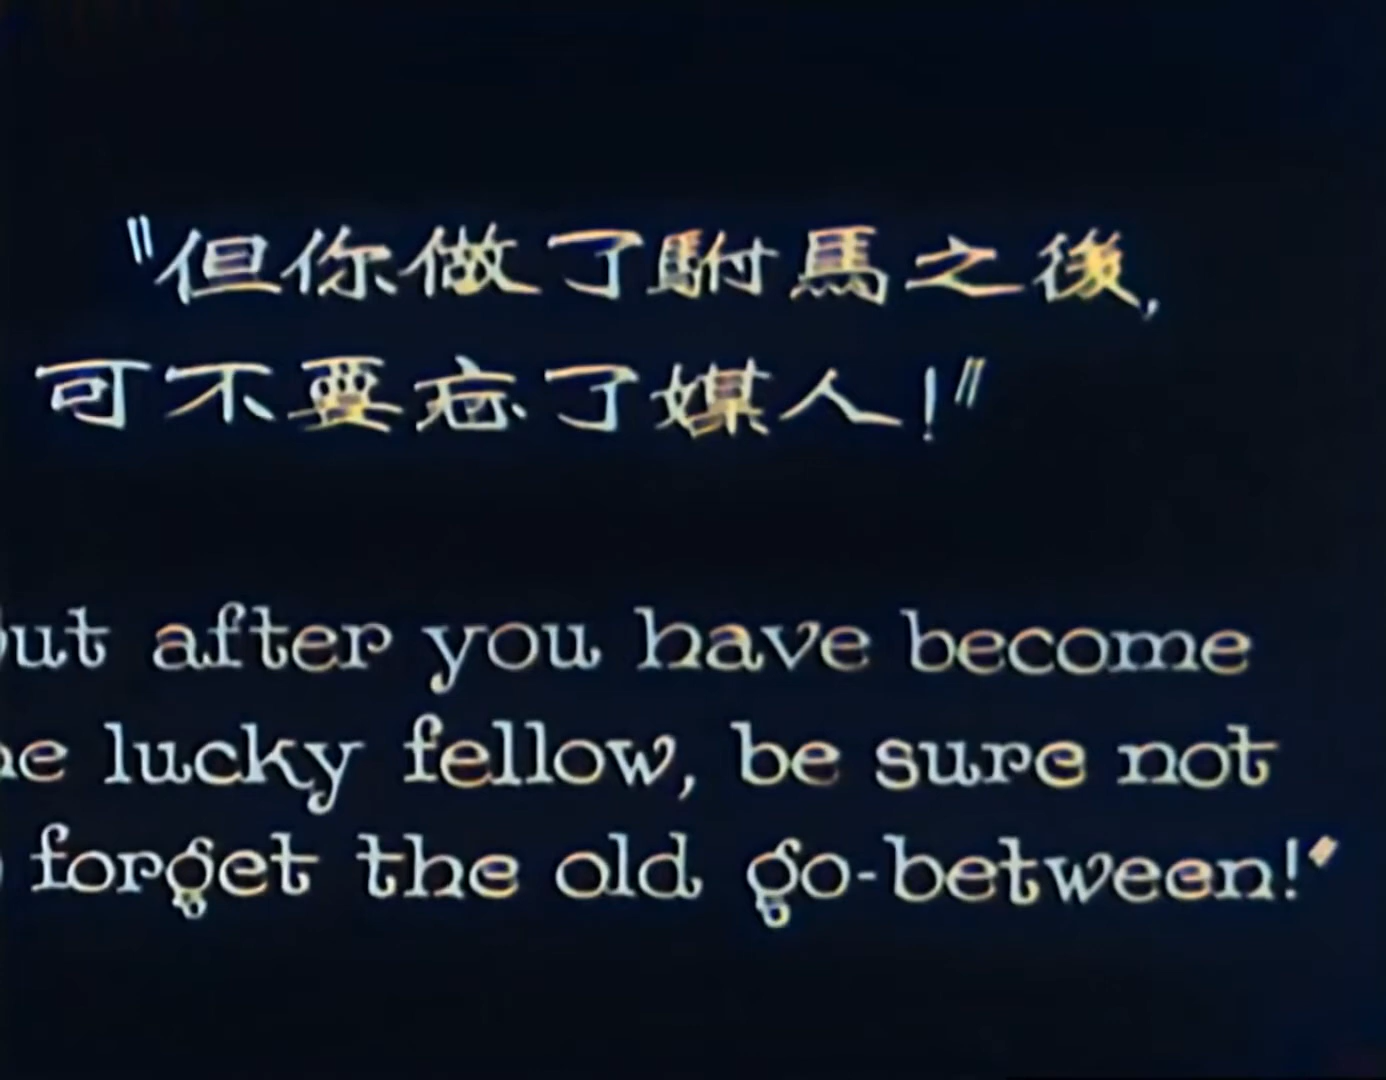 "但你做了駙馬之後,
可不要忘了媒人!"
ut after you have become
e lucky fellow, be sure not
forget the old go-between!"